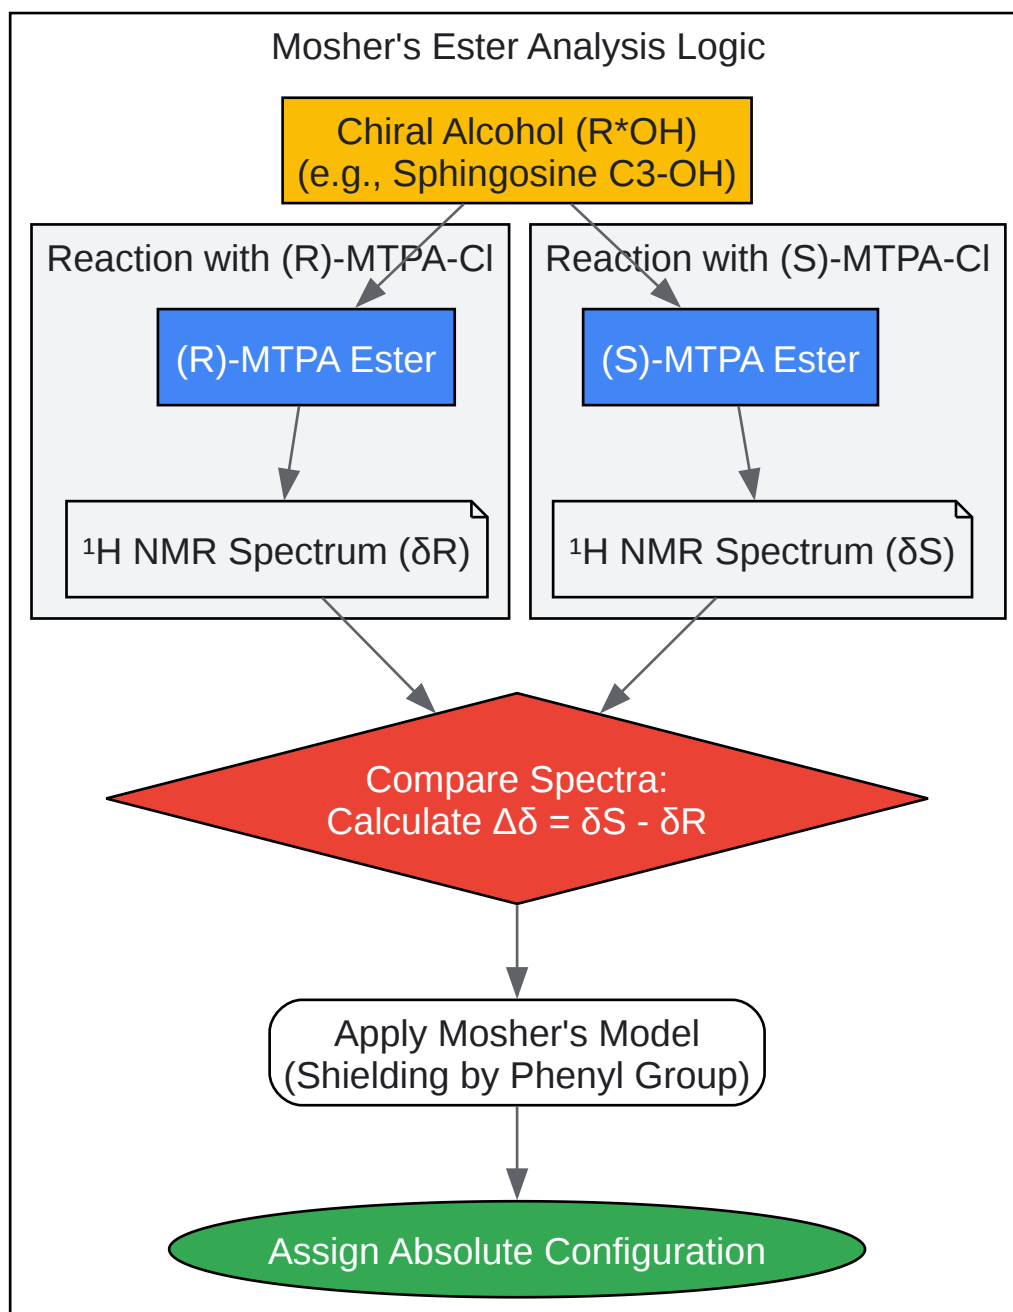 Mosher's Ester Analysis Logic
Chiral Alcohol (R*OH)
(e.g., Sphingosine C3-OH)
Reaction with (R)-MTPA-Cl
Reaction with (S)-MTPA-Cl
(R)-MTPA Ester
(S)-MTPA Ester
¹H NMR Spectrum (δR)
¹H NMR Spectrum (δS)
Compare Spectra:
Calculate Δδ = δS - δR
Apply Mosher's Model
(Shielding by Phenyl Group)
Assign Absolute Configuration